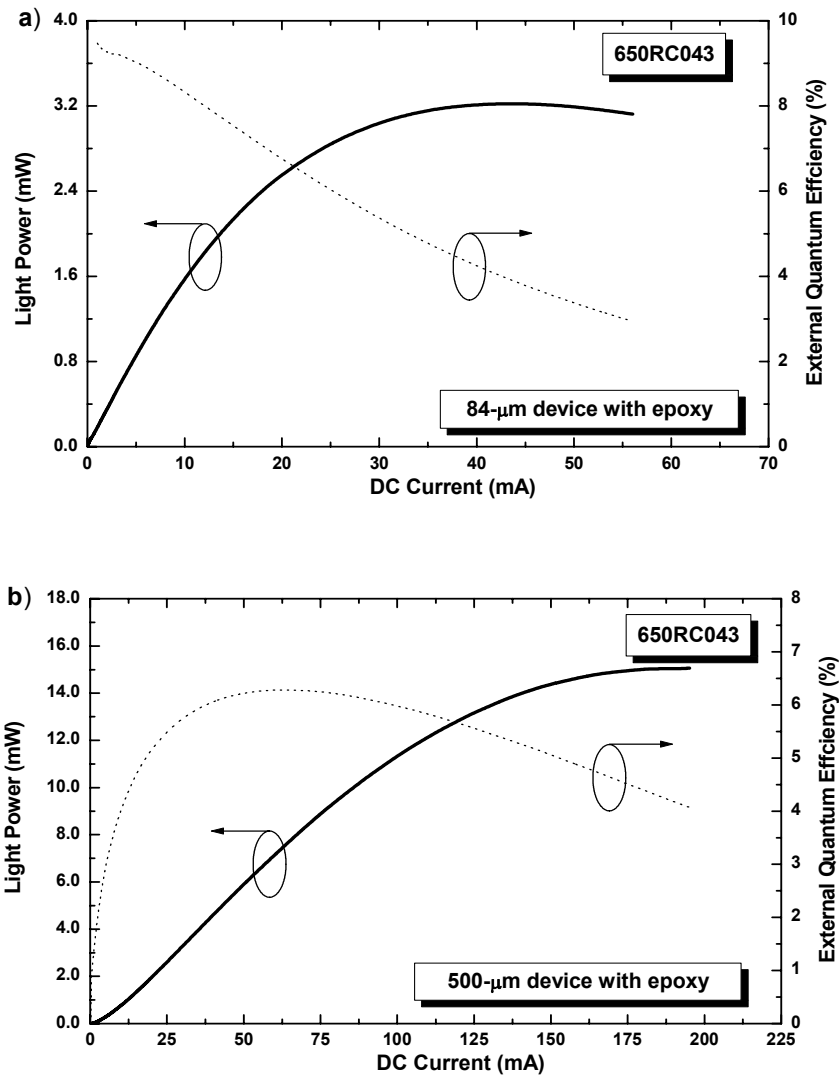 a)
650RC043
84-μm device with epoxy
Light Power (mW)
4.0
3.2
2.4
1.6
0.8
0.0
External Quantum Effciency (%)
10
8
6
4
2
0
0 10 20 30 40 50 60 70
DC Current (mA)
b)
650RC043
500-μm device with epoxy
Light Power (mW)
18.0
16.0
14.0
12.0
10.0
8.0
6.0
4.0
2.0
0.0
External Quantum Effciency (%)
8
7
6
5
4
3
2
1
0
0 25 50 75 100 125 150 175 200 225
DC Current (mA)